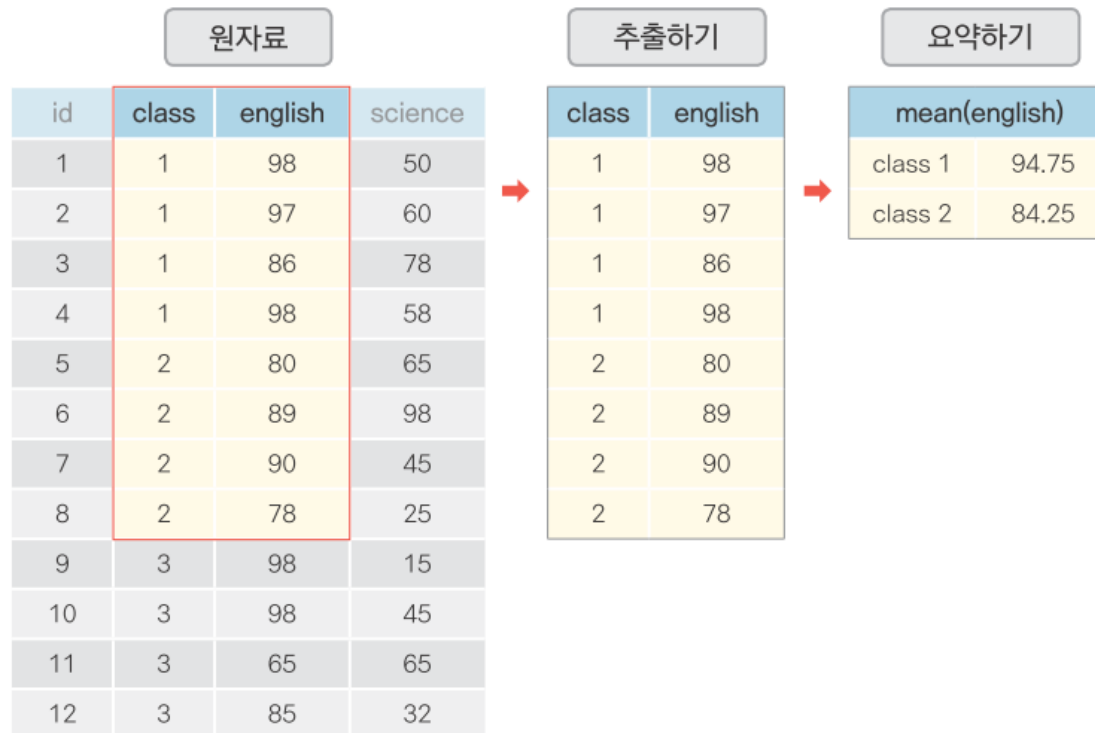 원자료 추출하기 요약하기
id class english science class english mean(english)
1 1 98 50 1 98 class 1 94.75
2 1 97 60 1 97 class 2 84.25
3 1 86 78 1 86
4 1 98 58 1 98
5 2 80 65 2 80
6 2 89 98 2 89
7 2 90 45 2 90
8 2 78 25 2 78
9 3 98 15
10 3 98 45
11 3 65 65
12 3 85 32